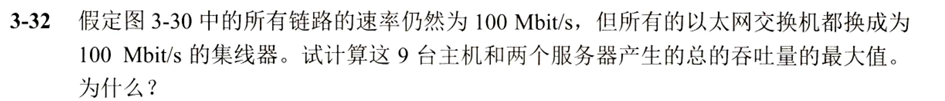 3-32 假定图 3-30 中的所有链路的速率仍然为 100 Mbit/s，但所有的以太网交换机都换成为
100 Mbit/s 的集线器。试计算这 9 台主机和两个服务器产生的总的吞吐量的最大值。
为什么？